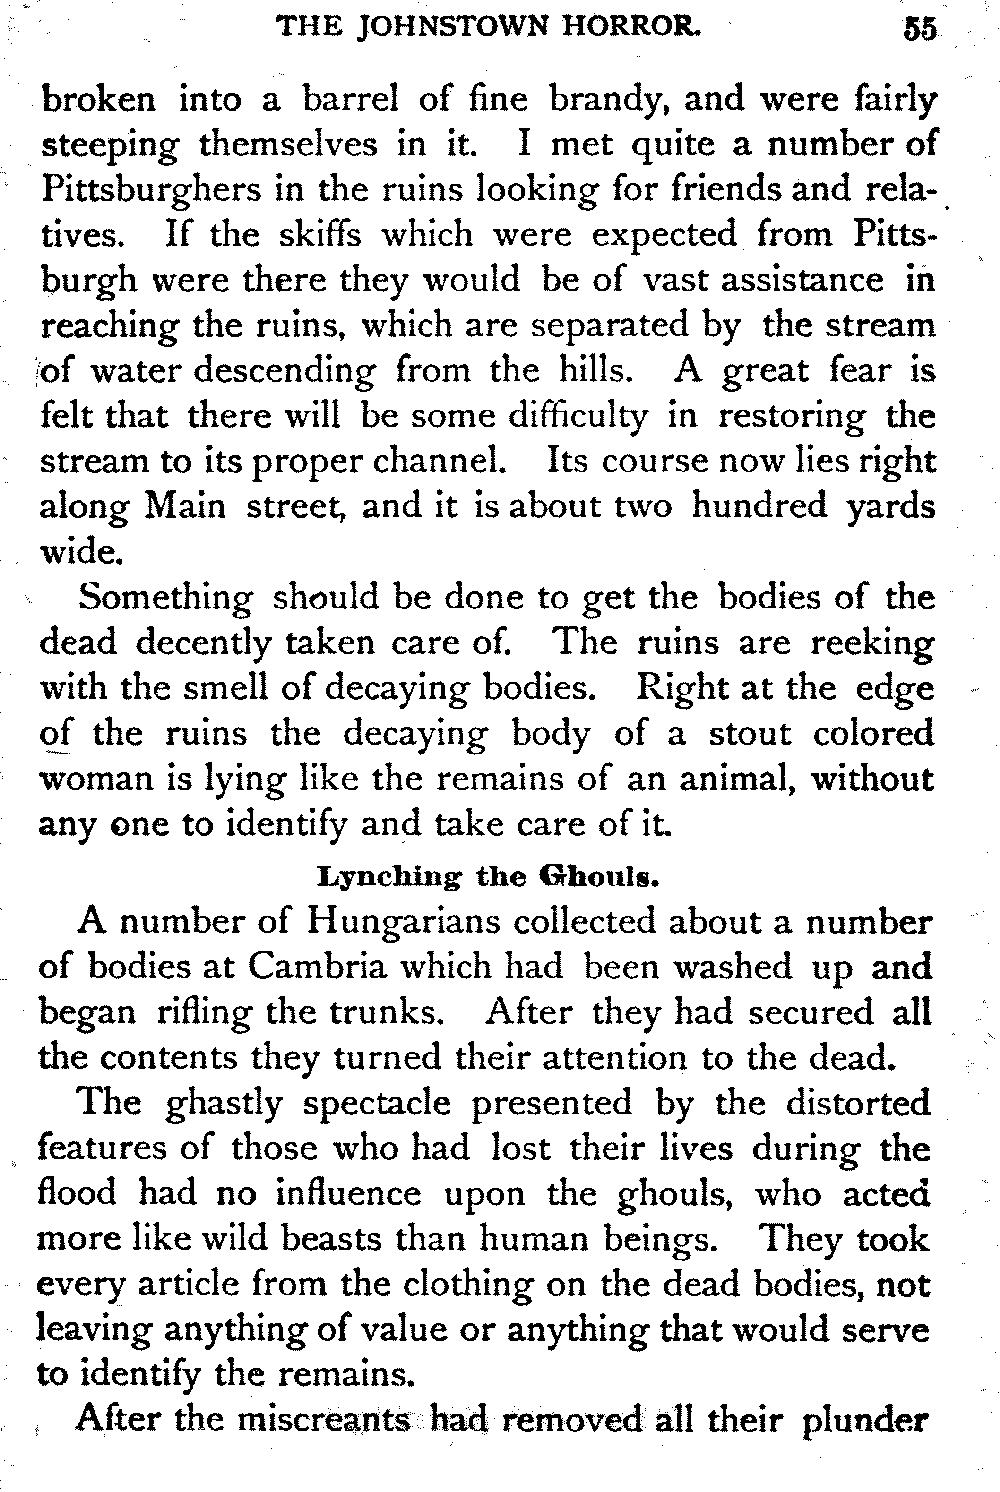 THE JOHNSTOWN HORROR. 55
broken into a barrel of fine brandy, and were fairly
steeping themselves in it. I met quite a number of
Pittsburghers in the ruins looking for friends and rela-
tives. If the skiffs which were expected from Pitts-
burgh were there they would be of vast assistance in
reaching the ruins, which are separated by the stream
of water descending from the hills. A great fear is
felt that there will be some difficulty in restoring the
stream to its proper channel. Its course now lies right
along Main street, and it is about two hundred yards
wide.
Something should be done to get the bodies of the
dead decently taken care of. The ruins are reeking
with the smell of decaying bodies. Right at the edge
of the ruins the decaying body of a stout colored
woman is lying like the remains of an animal, without
any one to identify and take care of it.
Lynching the Ghouls.
A number of Hungarians collected about a number
of bodies at Cambria which had been washed up and
began rifling the trunks. After they had secured all
the contents they turned their attention to the dead.
The ghastly spectacle presented by the distorted
features of those who had lost their lives during the
flood had no influence upon the ghouls, who acted
more like wild beasts than human beings. They took
every article from the clothing on the dead bodies, not
leaving anything of value or anything that would serve
to identify the remains.
After the miscreants had removed all their plunder